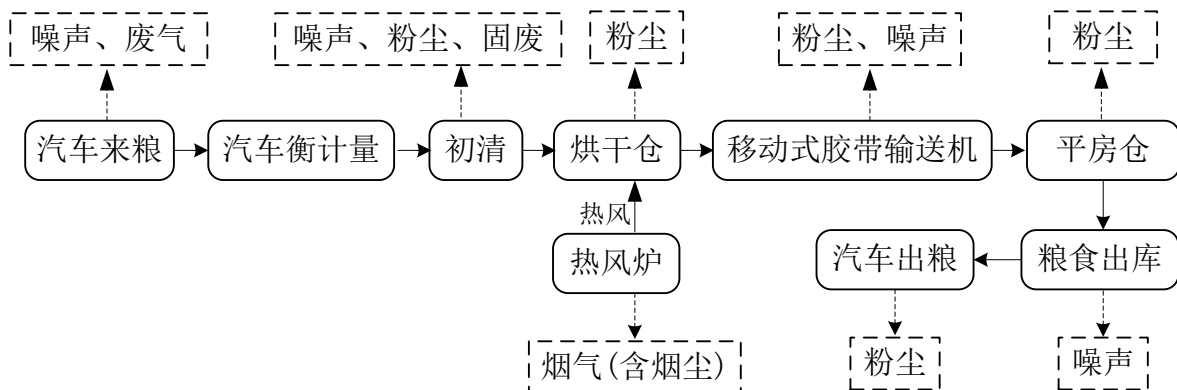 噪声、废气
噪声、粉尘、固废
粉尘
粉尘、噪声
粉尘
汽车来粮
汽车衡计量
初清
烘干仓
移动式胶带输送机
平房仓
热风
热风炉
汽车出粮
粮食出库
烟气(含烟尘)
粉尘
噪声